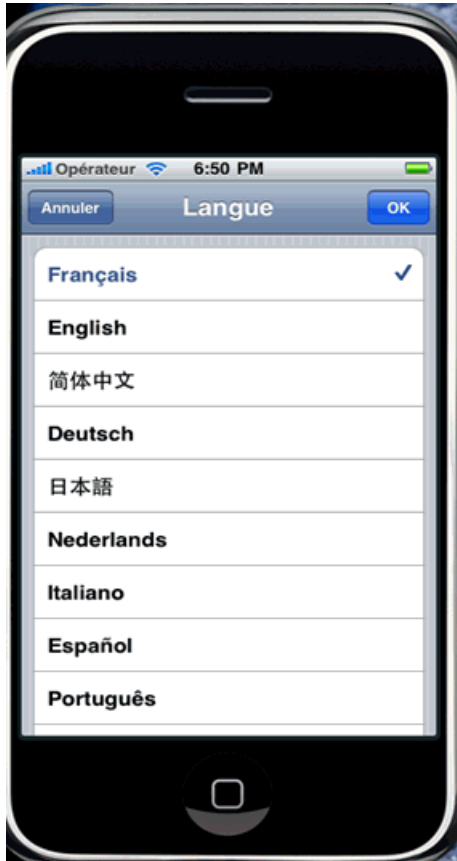 Opérateur 6:50 PM
Annuler Langue OK
Français
English
简体中文
Deutsch
日本語
Nederlands
Italiano
Español
Português